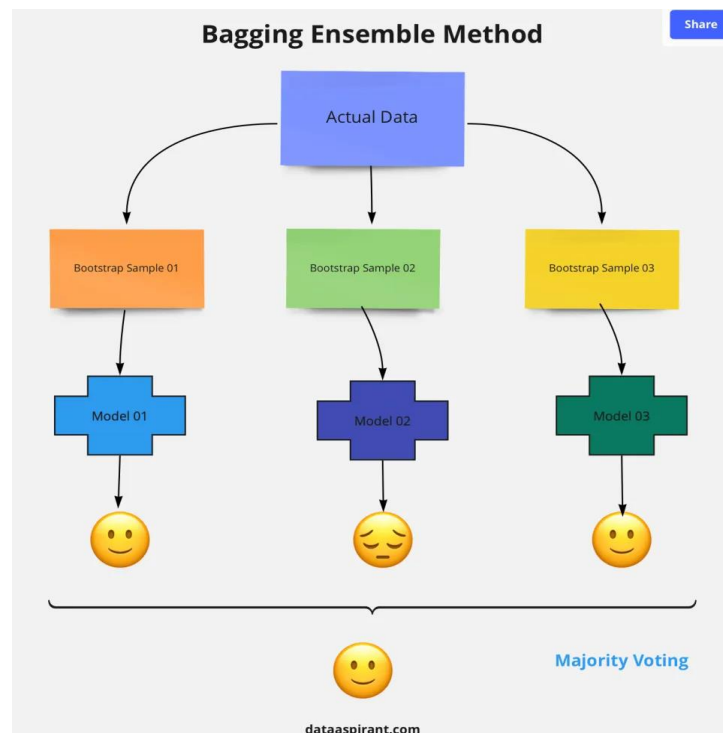 Bagging Ensemble Method
Share
Actual Data
Bootstrap Sample 01
Bootstrap Sample 02
Bootstrap Sample 03
Model 01
Model 02
Model 03
Majority Voting
dataaspirant.com